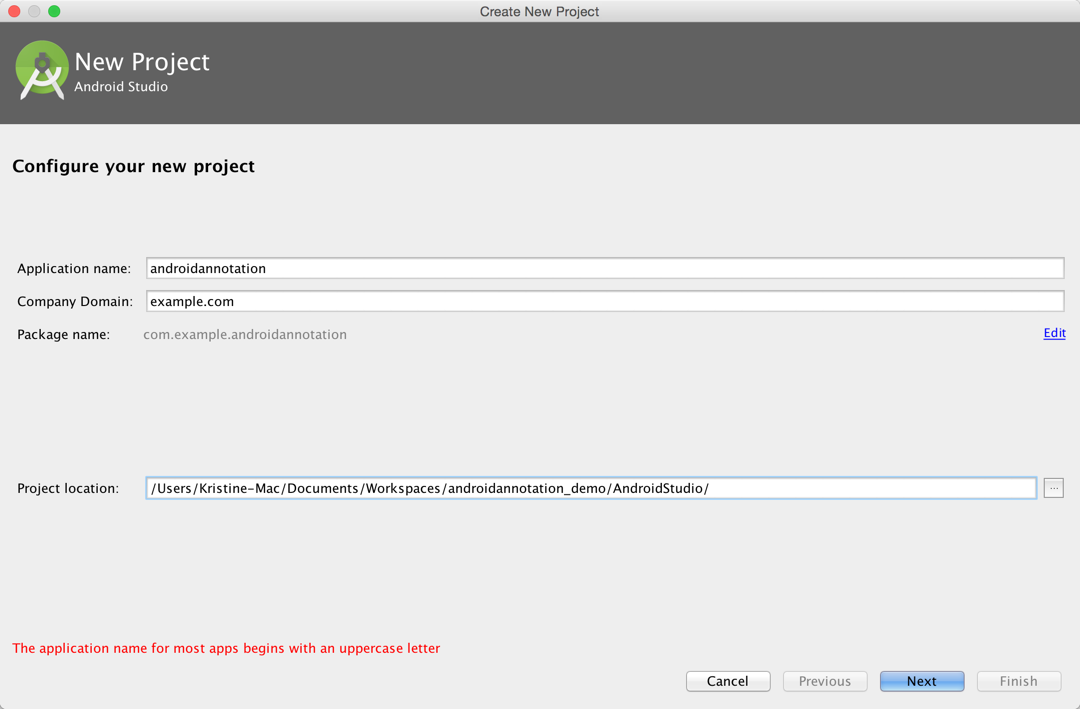 Create New Project
New Project
Android Studio
Configure your new project
Application name: androidannotation
Company Domain: example.com
Package name: com.example.androidannotation Edit
Project location: /Users/Kristine-Mac/Documents/Workspaces/androidannotation_demo/AndroidStudio/ ...
The application name for most apps begins with an uppercase letter
Cancel Previous Next Finish